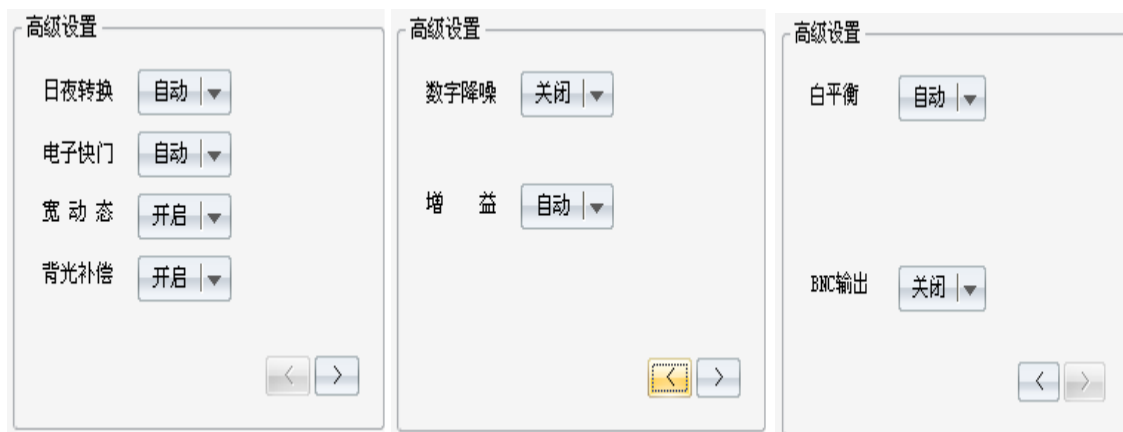 高级设置
日夜转换 自动
电子快门 自动
宽 动 态 开启
背光补偿 开启
高级设置
数字降噪 关闭
增 益 自动
高级设置
白平衡 自动
BNC输出 关闭